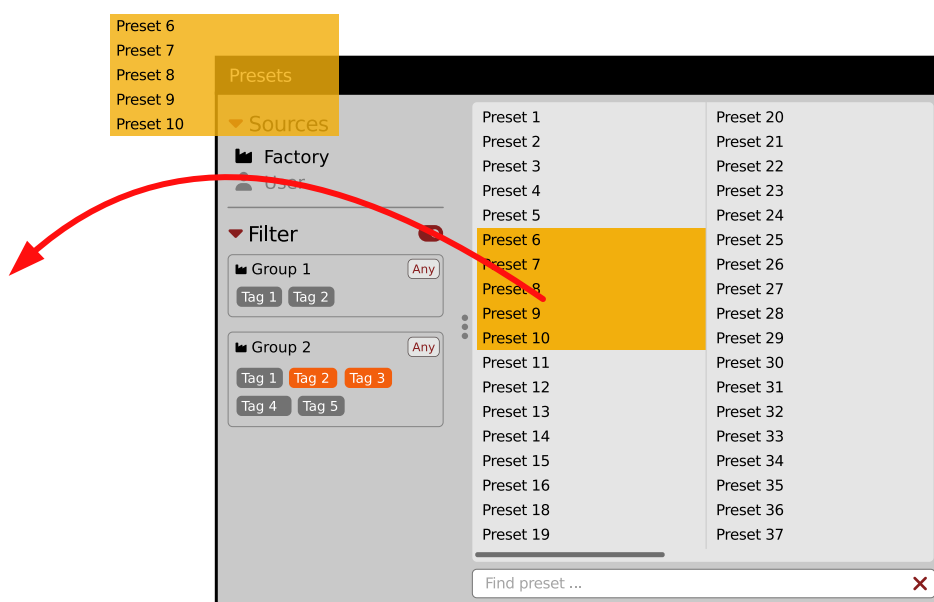 Preset 6
Preset 7
Preset 8
Preset 9
Preset 10
Presets
Sources
Factory
User
Filter
Group 1
Any
Tag 1 Tag 2
Group 2
Any
Tag 1 Tag 2 Tag 3
Tag 4 Tag 5
Preset 1
Preset 2
Preset 3
Preset 4
Preset 5
Preset 6
Preset 7
Preset 8
Preset 9
Preset 10
Preset 11
Preset 12
Preset 13
Preset 14
Preset 15
Preset 16
Preset 18
Preset 19
Preset 20
Preset 21
Preset 22
Preset 23
Preset 24
Preset 25
Preset 26
Preset 27
Preset 28
Preset 29
Preset 30
Preset 31
Preset 32
Preset 33
Preset 34
Preset 35
Preset 36
Preset 37
Find preset ...